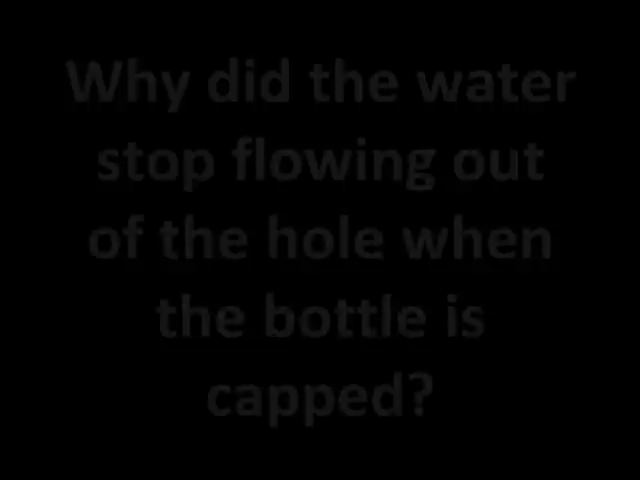 Why did the water
stop flowing out
of the hole when
the bottle is
capped?